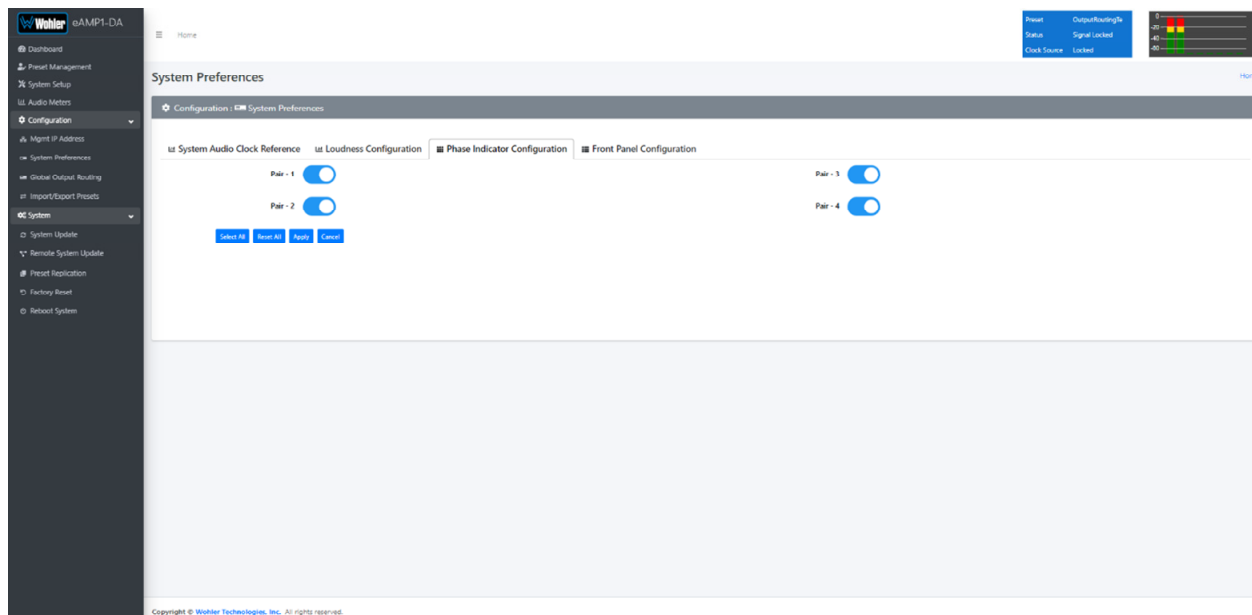 Wohler eAMP1-DA
Dashboard
Preset Management
System Setup
Audio Meters
Configuration
Mgmt IP Address
System Preferences
Global Output Routing
Import/Export Presets
System
System Update
Remote System Update
Preset Replication
Factory Reset
Reboot System
Home
Preset OutputRoutingTe
Status Signal Locked
Clock Source Locked
0
-20
-40
-60
System Preferences
Hor
Configuration : System Preferences
System Audio Clock Reference Loudness Configuration Phase Indicator Configuration Front Panel Configuration
Pair - 1 Pair - 3
Pair - 2 Pair - 4
Select All Reset All Apply Cancel
Copyright © Wohler Technologies, Inc. All rights reserved.